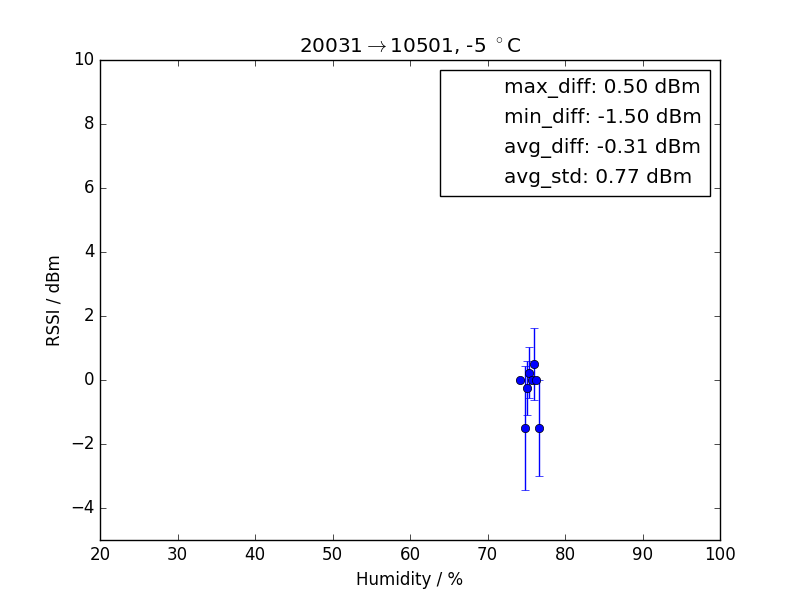 20031→10501, -5 °C
max_diff: 0.50 dBm
min_diff: -1.50 dBm
avg_diff: -0.31 dBm
avg_std: 0.77 dBm
10
8
6
4
2
0
−2
−4
RSSI / dBm
20 30 40 50 60 70 80 90 100
Humidity / %